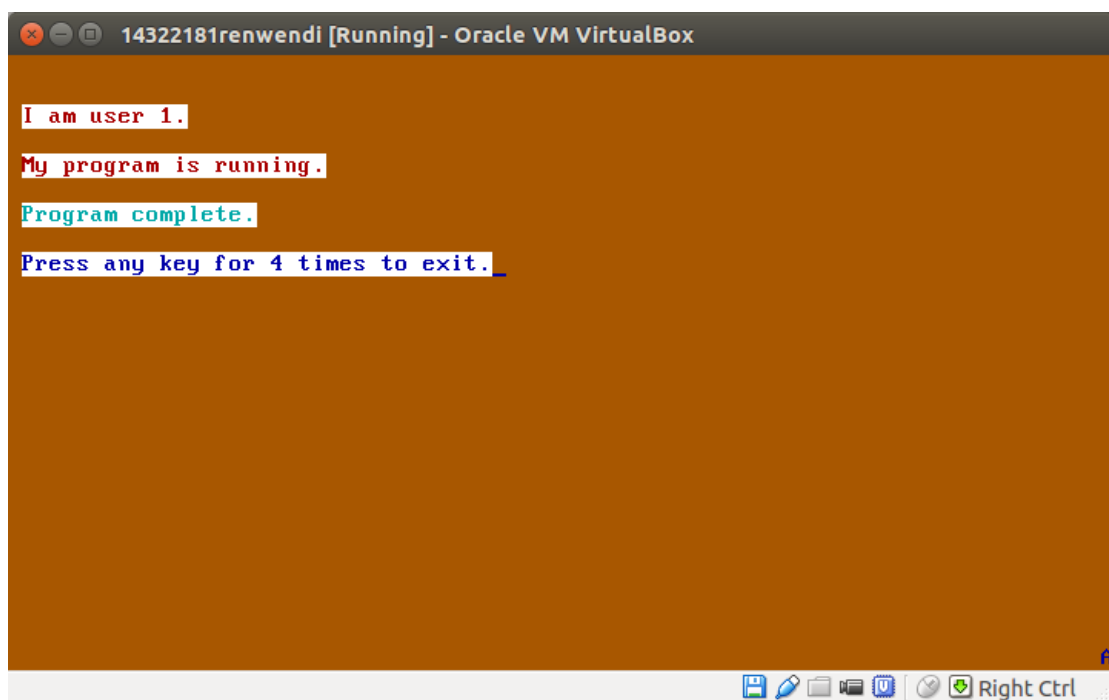 14322181renwendi [Running] - Oracle VM VirtualBox
I am user 1.
My program is running.
Program complete.
Press any key for 4 times to exit._
Right Ctrl